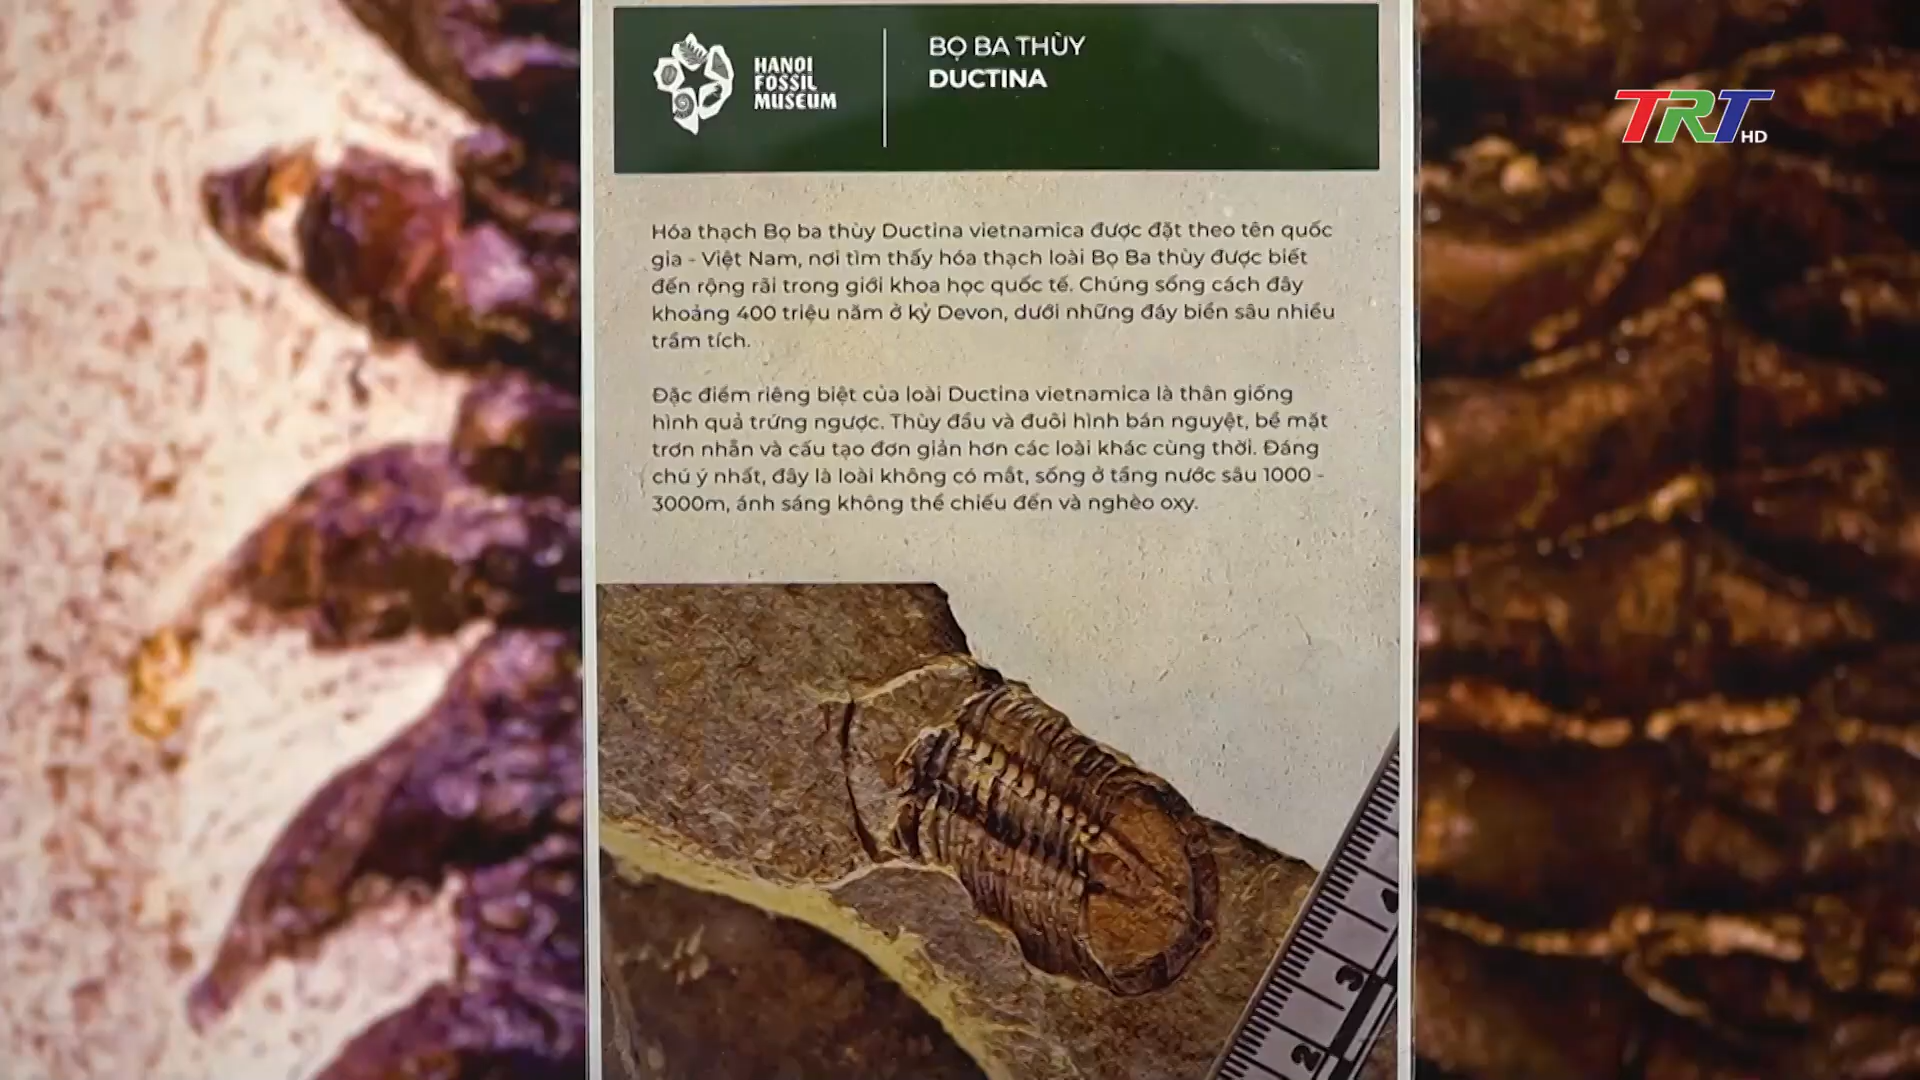 HANOI
FOSSIL
MUSEUM
BỌ BA THÙY
DUCTINA
TRT HD
Hóa thạch Bọ ba thùy Ductina vietnamica được đặt theo tên quốc
gia - Việt Nam, nơi tìm thấy hóa thạch loài Bọ Ba thùy được biết
đến rộng rãi trong giới khoa học quốc tế. Chúng sống cách đây
khoảng 400 triệu năm ở kỷ Devon, dưới những đáy biển sâu nhiều
trầm tích.
Đặc điểm riêng biệt của loài Ductina vietnamica là thân giống
hình quả trứng ngược. Thùy đầu và đuôi hình bán nguyệt, bề mặt
trơn nhẵn và cấu tạo đơn giản hơn các loài khác cùng thời. Đáng
chú ý nhất, đây là loài không có mắt, sống ở tầng nước sâu 1000 -
3000m, ánh sáng không thể chiếu đến và nghèo oxy.
4
3
2